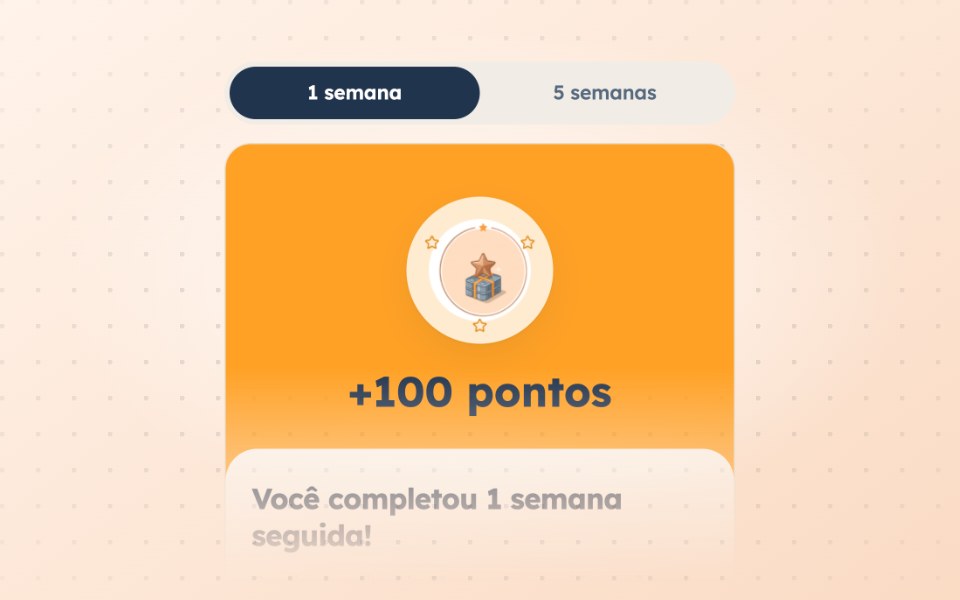 1 semana
5 semanas
+100 pontos
Você completou 1 semana
seguida!